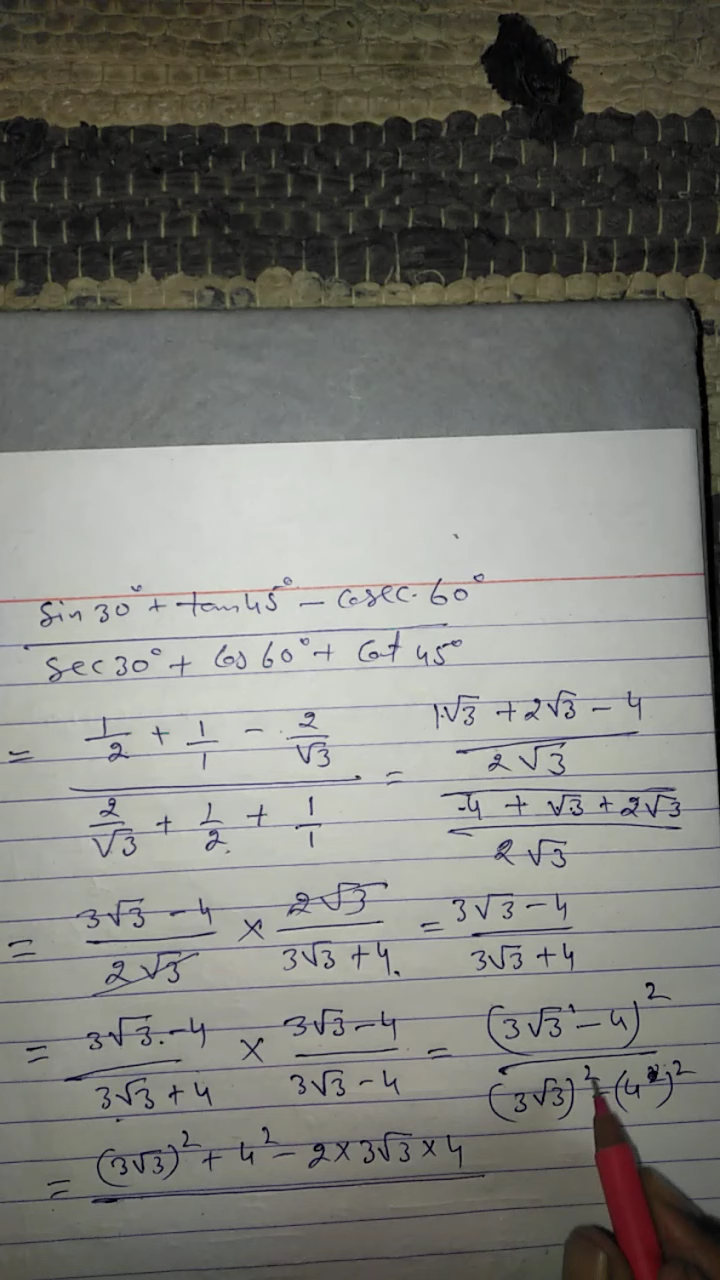 sin 30° + tan 45° − cosec. 60°
sec 30° + cos 60° + cot 45°
= 1/2 + 1/1 − 2/√3 = 1√3 + 2√3 − 4
2√3
2/√3 + 1/2 + 1/1 4 + √3 + 2√3
2√3
= 3√3 − 4 × 2√3 = 3√3 − 4
2√3 3√3 + 4. 3√3 + 4
= 3√3 − 4 × 3√3 − 4 = (3√3 − 4)²
3√3 + 4 3√3 − 4 (3√3)² − (4)²
= (3√3)² + 4² − 2 × 3√3 × 4